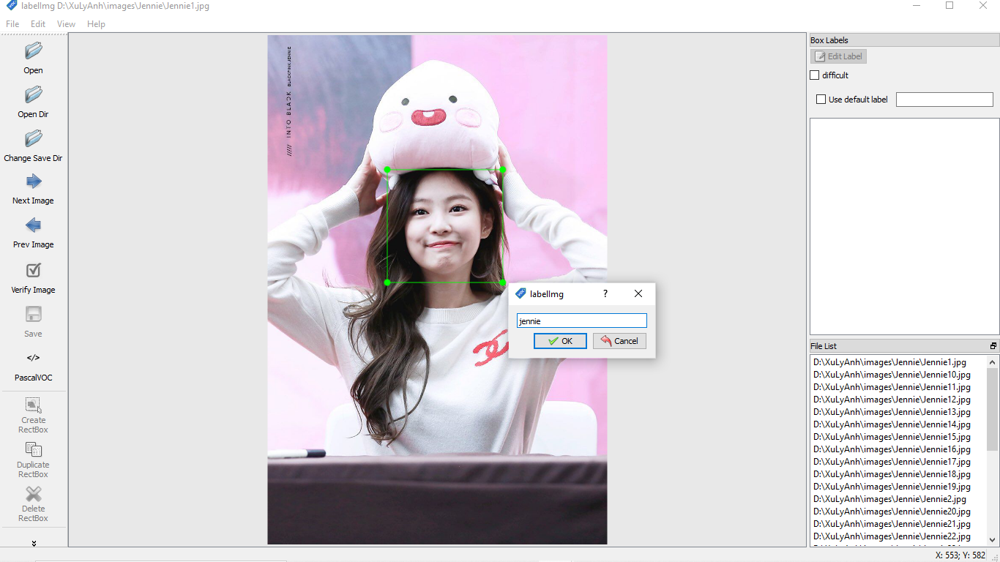 labelImg D:\XuLyAnh\images\Jennie\Jennie1.jpg
File Edit View Help
Open
Open Dir
Change Save Dir
Next Image
Prev Image
Verify Image
Save
</>
PascalVOC
Create
RectBox
Duplicate
RectBox
Delete
RectBox
///// INTO BLACK BLACKPINK JENNIE
labelImg
jennie
OK Cancel
Box Labels
Edit Label
difficult
Use default label
File List
D:\XuLyAnh\images\Jennie\Jennie1.jpg
D:\XuLyAnh\images\Jennie\Jennie10.jpg
D:\XuLyAnh\images\Jennie\Jennie11.jpg
D:\XuLyAnh\images\Jennie\Jennie12.jpg
D:\XuLyAnh\images\Jennie\Jennie13.jpg
D:\XuLyAnh\images\Jennie\Jennie14.jpg
D:\XuLyAnh\images\Jennie\Jennie15.jpg
D:\XuLyAnh\images\Jennie\Jennie16.jpg
D:\XuLyAnh\images\Jennie\Jennie17.jpg
D:\XuLyAnh\images\Jennie\Jennie18.jpg
D:\XuLyAnh\images\Jennie\Jennie19.jpg
D:\XuLyAnh\images\Jennie\Jennie2.jpg
D:\XuLyAnh\images\Jennie\Jennie20.jpg
D:\XuLyAnh\images\Jennie\Jennie21.jpg
D:\XuLyAnh\images\Jennie\Jennie22.jpg
X: 553; Y: 582